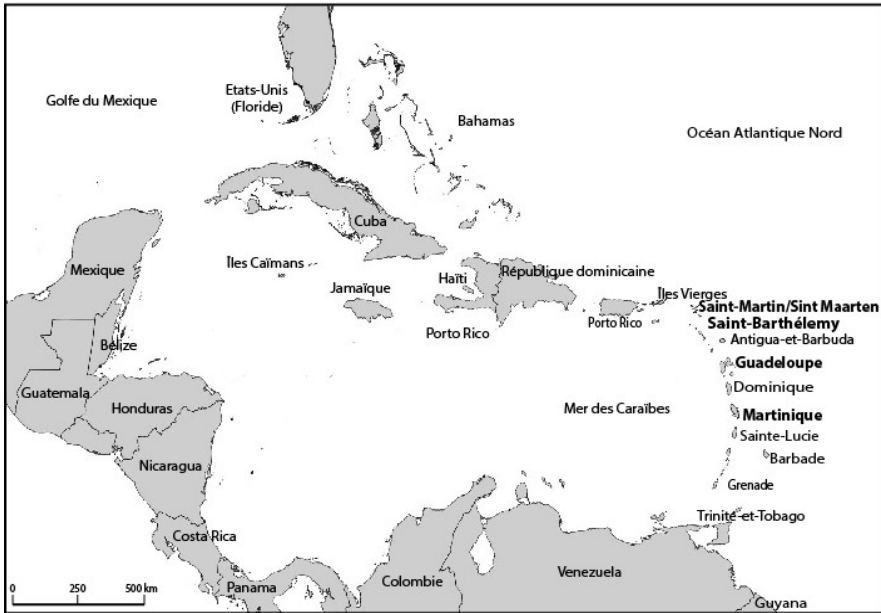 Golfe du Mexique
Etats-Unis
(Floride)
Bahamas
Océan Atlantique Nord
Cuba
Mexique
Îles Caïmans
Jamaïque
Haïti
République dominicaine
Îles Vierges
Saint-Martin/Sint Maarten
Porto Rico
Saint-Barthélemy
Porto Rico
Antigua-et-Barbuda
Belize
Guadeloupe
Guatemala
Dominique
Honduras
Mer des Caraïbes
Martinique
Sainte-Lucie
Nicaragua
Barbade
Grenade
Trinité-et-Tobago
Costa Rica
Panama
Colombie
Venezuela
Guyana
0 250 500 km